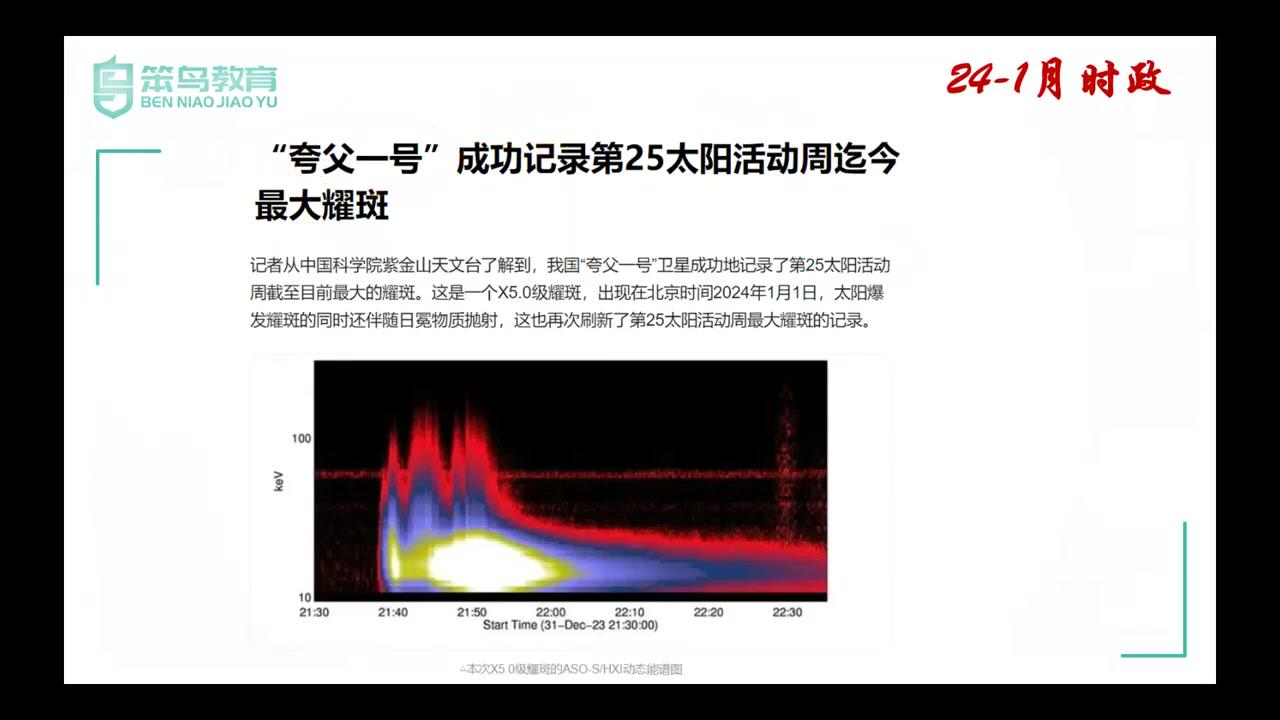 笨鸟教育
BEN NIAO JIAO YU
24-1月 时政
“夸父一号”成功记录第25太阳活动周迄今
最大耀斑
记者从中国科学院紫金山天文台了解到，我国“夸父一号”卫星成功地记录了第25太阳活动
周截至目前最大的耀斑。这是一个X5.0级耀斑，出现在北京时间2024年1月1日，太阳爆
发耀斑的同时还伴随日冕物质抛射，这也再次刷新了第25太阳活动周最大耀斑的记录。
100
keV
10
21:30 21:40 21:50 22:00 22:10 22:20 22:30
Start Time (31-Dec-23 21:30:00)
△本次X5.0级耀斑的ASO-S/HXI动态能谱图